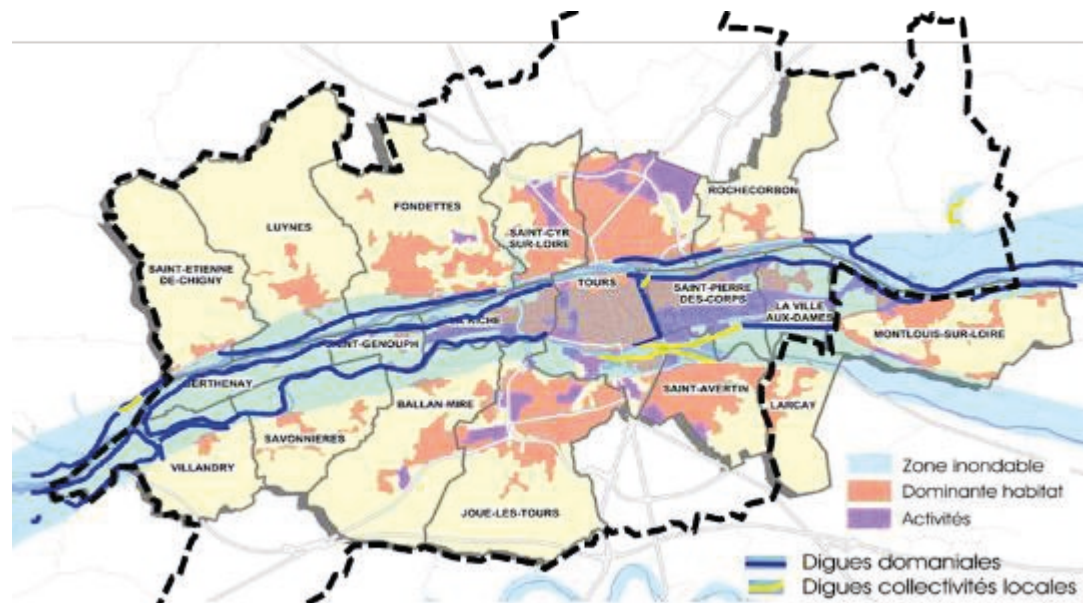 ROCHECORBON
FONDETTES
LUYNES
SAINT-CYR
SUR-LOIRE
SAINT-ETIENNE
DE-CHIGNY
TOURS
SAINT-PIERRE
DES-CORPS
LA VILLE
AUX-DAMES
RICHE
MONTLOUIS-SUR-LOIRE
SAINT-GENOUPH
BERTHENAY
SAINT-AVERTIN
BALLAN-MIRE
LARCAY
SAVONNIERES
VILLANDRY
JOUE-LES-TOURS
Zone inondable
Dominante habitat
Activités
Digues domaniales
Digues collectivités locales